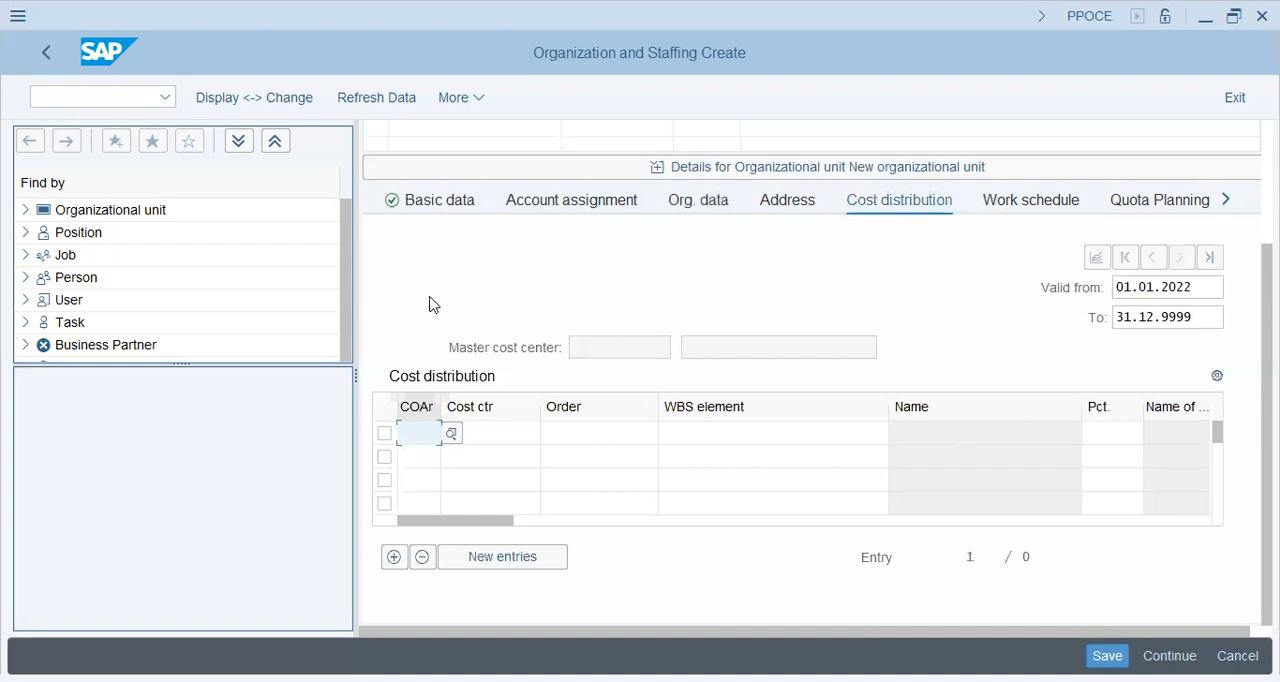 PPOCE
SAP Organization and Staffing Create
Display <-> Change Refresh Data More Exit
Find by
Organizational unit
Position
Job
Person
User
Task
Business Partner
Details for Organizational unit New organizational unit
Basic data Account assignment Org. data Address Cost distribution Work schedule Quota Planning
Valid from: 01.01.2022
To: 31.12.9999
Master cost center:
Cost distribution
COAr Cost ctr Order WBS element Name Pct. Name of ...
New entries Entry 1 / 0
Save Continue Cancel